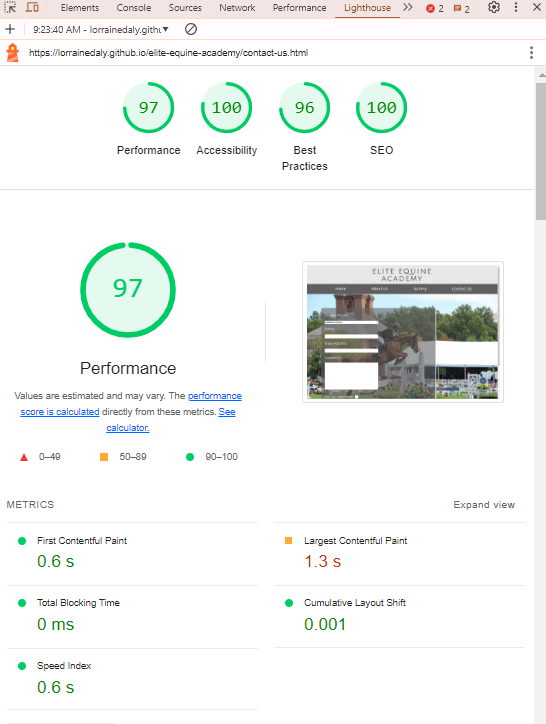 Elements Console Sources Network Performance Lighthouse 2 2
9:23:40 AM - lorrainedaly.githu
https://lorrainedaly.github.io/elite-equine-academy/contact-us.html
97 100 96 100
Performance Accessibility Best Practices SEO
97
ELITE EQUINE
ACADEMY
Home About Us Gallery Contact Us
Performance
Values are estimated and may vary. The performance
score is calculated directly from these metrics. See
calculator.
0–49 50–89 90–100
METRICS
Expand view
First Contentful Paint
0.6 s
Largest Contentful Paint
1.3 s
Total Blocking Time
0 ms
Cumulative Layout Shift
0.001
Speed Index
0.6 s